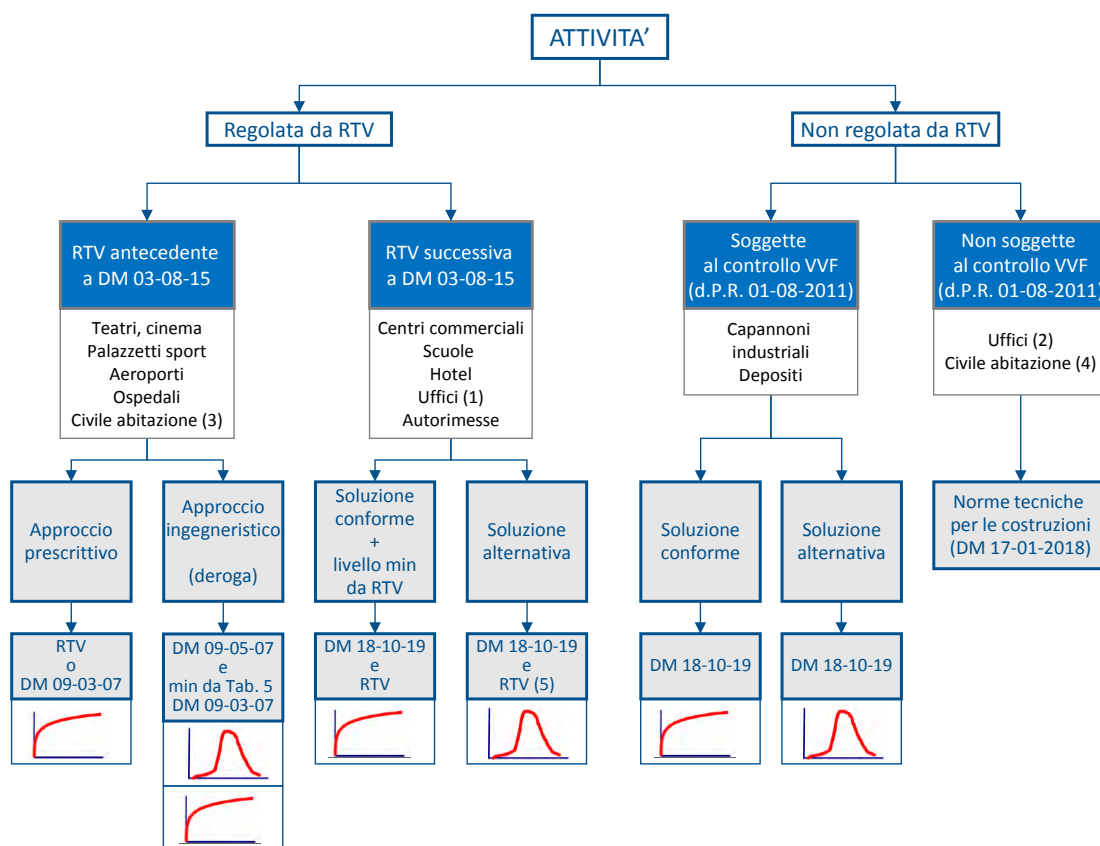 ATTIVITA’
Regolata da RTV
Non regolata da RTV
RTV antecedente
a DM 03-08-15
Teatri, cinema
Palazzetti sport
Aeroporti
Ospedali
Civile abitazione (3)
RTV successiva
a DM 03-08-15
Centri commerciali
Scuole
Hotel
Uffici (1)
Autorimesse
Soggette
al controllo VVF
(d.P.R. 01-08-2011)
Capannoni
industriali
Depositi
Non soggette
al controllo VVF
(d.P.R. 01-08-2011)
Uffici (2)
Civile abitazione (4)
Approccio
prescrittivo
Approccio
ingegneristico
(deroga)
Soluzione
conforme
+
livello min
da RTV
Soluzione
alternativa
Soluzione
conforme
Soluzione
alternativa
Norme tecniche
per le costruzioni
(DM 17-01-2018)
RTV
o
DM 09-03-07
DM 09-05-07
e
min da Tab. 5
DM 09-03-07
DM 18-10-19
e
RTV
DM 18-10-19
e
RTV (5)
DM 18-10-19
DM 18-10-19